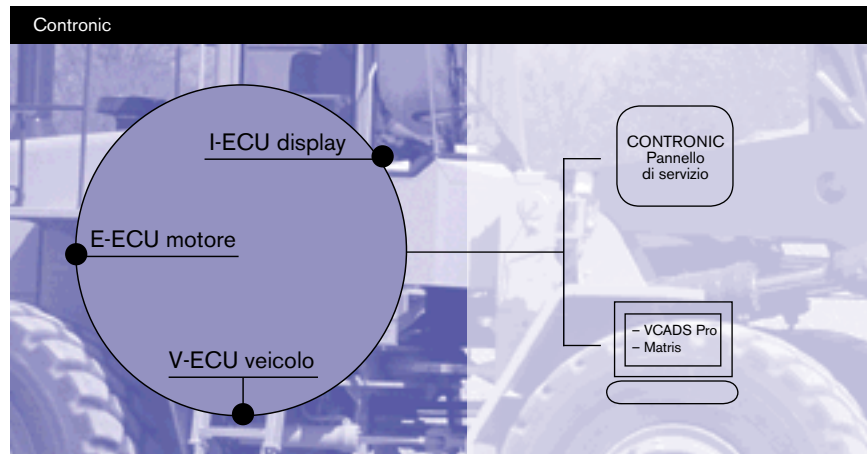 Contronic
I-ECU display
E-ECU motore
V-ECU veicolo
CONTRONIC
Pannello
di servizio
– VCADS Pro
– Matris